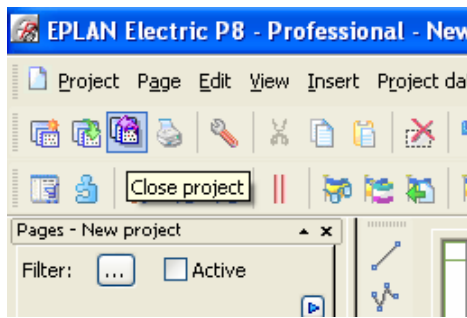 EPLAN Electric P8 - Professional - New
Project Page Edit View Insert Project da
Close project
Pages - New project
Filter: ... Active